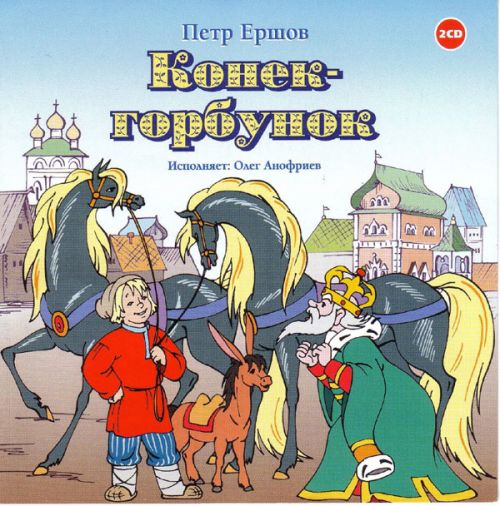 Петр Ершов
2CD
Конек-
горбунок
Исполняет: Олег Анофриев